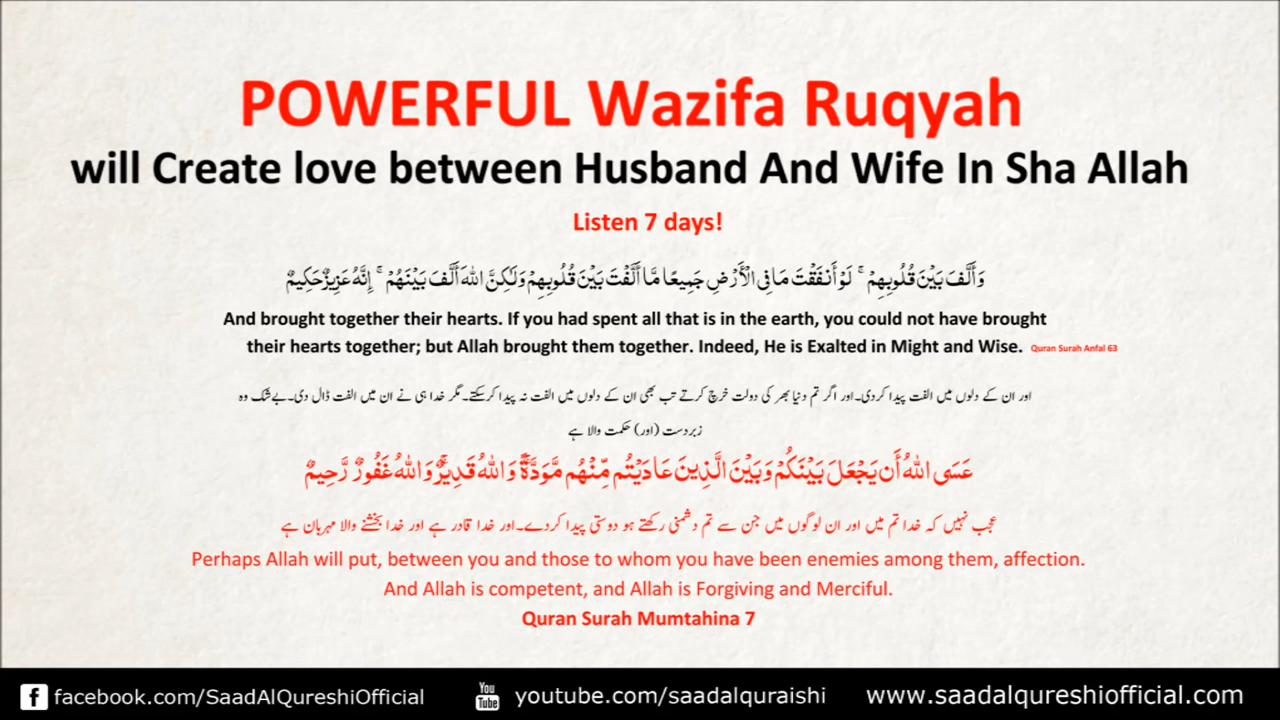 POWERFUL Wazifa Ruqyah
will Create love between Husband And Wife In Sha Allah
Listen 7 days!
وَأَلَّفَ بَيْنَ قُلُوبِهِمْ ۚ لَوْ أَنفَقْتَ مَا فِي الْأَرْضِ جَمِيعًا مَّا أَلَّفْتَ بَيْنَ قُلُوبِهِمْ وَلَٰكِنَّ اللَّهَ أَلَّفَ بَيْنَهُمْ ۚ إِنَّهُ عَزِيزٌ حَكِيمٌ
And brought together their hearts. If you had spent all that is in the earth, you could not have brought
their hearts together; but Allah brought them together. Indeed, He is Exalted in Might and Wise. Quran Surah Anfal 63
اور ان کے دلوں میں الفت پیدا کردی۔اور اگر تم دنیا بھر کی دولت خرچ کرتے تب بھی ان کے دلوں میں الفت نہ پیدا کرسکتے۔مگر خدا ہی نے ان میں الفت ڈال دی۔بےشک وہ
زبردست (اور) حکمت والا ہے
عَسَى اللَّهُ أَن يَجْعَلَ بَيْنَكُمْ وَبَيْنَ الَّذِينَ عَادَيْتُم مِّنْهُم مَّوَدَّةً ۚ وَاللَّهُ قَدِيرٌ ۚ وَاللَّهُ غَفُورٌ رَّحِيمٌ
عجب نہیں کہ خدا تم میں اور ان لوگوں میں جن سے تم دشمنی رکھتے ہو دوستی پیدا کردے۔اور خدا قادر ہے اور خدا بخشنے والا مہربان ہے
Perhaps Allah will put, between you and those to whom you have been enemies among them, affection.
And Allah is competent, and Allah is Forgiving and Merciful.
Quran Surah Mumtahina 7
facebook.com/SaadAlQureshiOfficial
You Tube youtube.com/saadalquraishi
www.saadalqureshiofficial.com